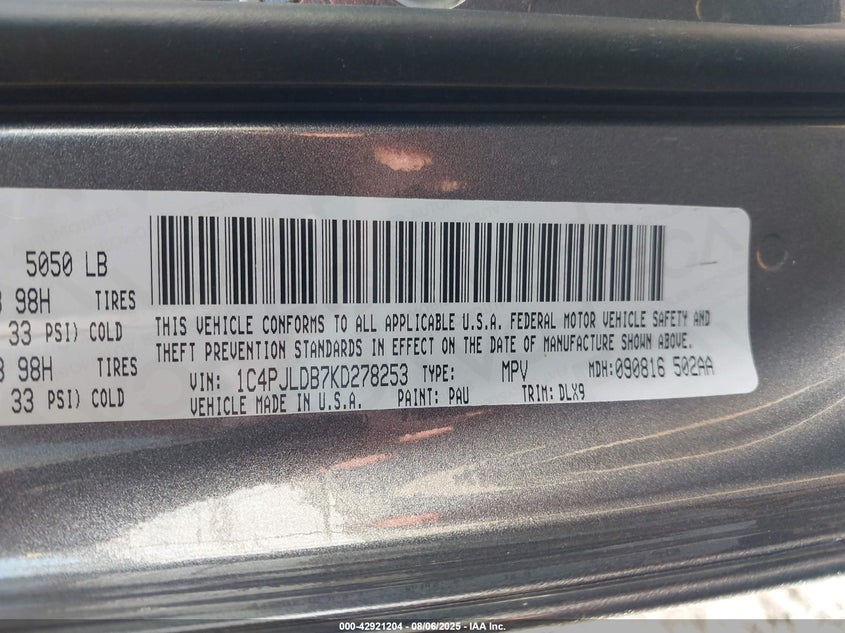 5050 LB
98H TIRES
33 PSI) COLD
98H TIRES
33 PSI) COLD
THIS VEHICLE CONFORMS TO ALL APPLICABLE U.S.A. FEDERAL MOTOR VEHICLE SAFETY AND
THEFT PREVENTION STANDARDS IN EFFECT ON THE DATE OF MANUFACTURE SHOWN ABOVE.
VIN: 1C4PJLDB7KD278253 TYPE: MPV MDH:090816 502AA
VEHICLE MADE IN U.S.A. PAINT: PAU TRIM: DLX9
000-42921204 - 08/06/2025 - IAA Inc.